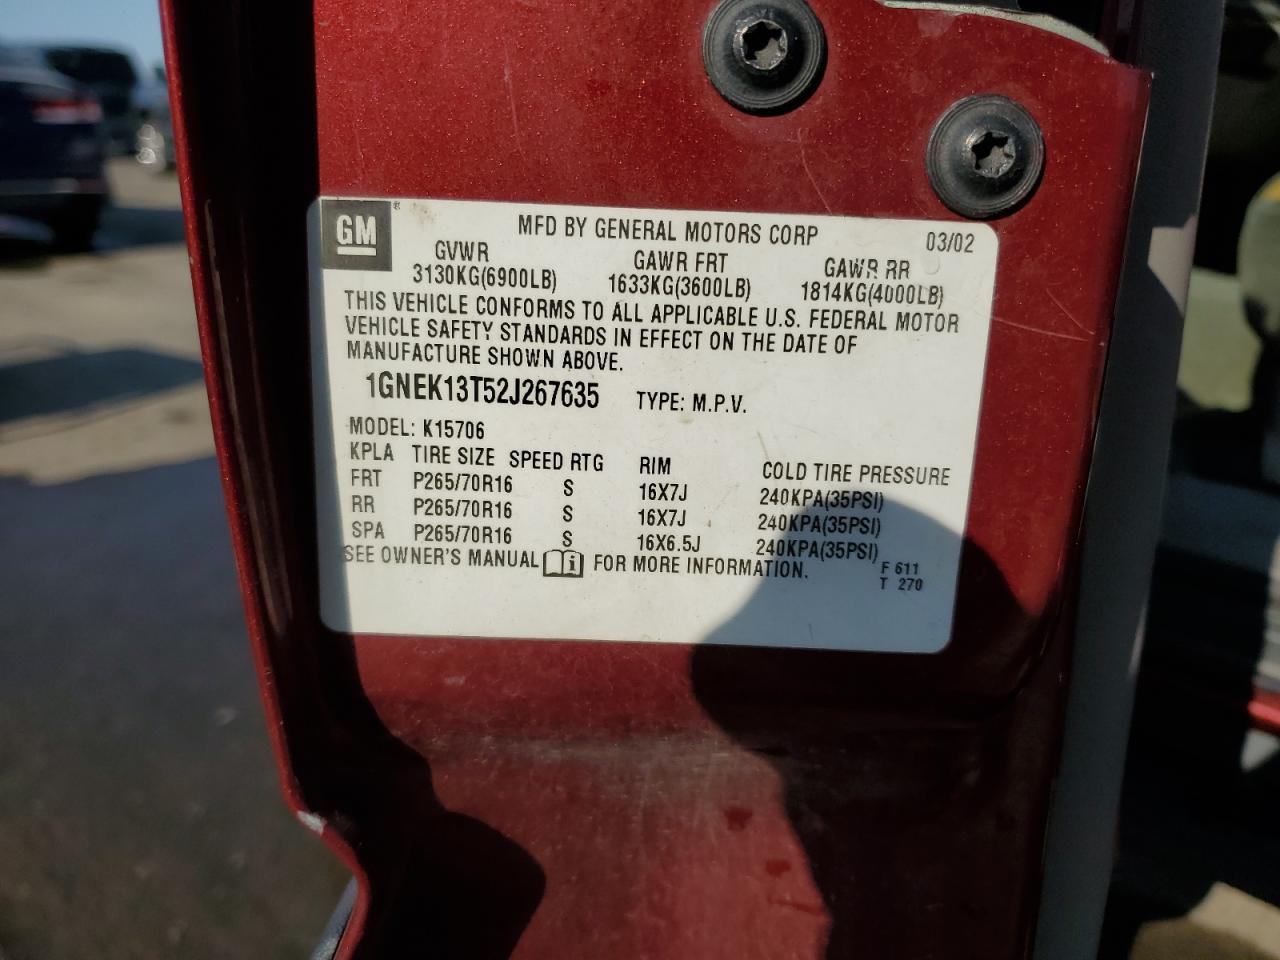 GM®
MFD BY GENERAL MOTORS CORP 03/02
GVWR GAWR FRT GAWR RR
3130KG(6900LB) 1633KG(3600LB) 1814KG(4000LB)
THIS VEHICLE CONFORMS TO ALL APPLICABLE U.S. FEDERAL MOTOR
VEHICLE SAFETY STANDARDS IN EFFECT ON THE DATE OF
MANUFACTURE SHOWN ABOVE.
1GNEK13T52J267635 TYPE: M.P.V.
MODEL: K15706
KPLA TIRE SIZE SPEED RTG RIM COLD TIRE PRESSURE
FRT P265/70R16 S 16X7J 240KPA(35PSI)
RR P265/70R16 S 16X7J 240KPA(35PSI)
SPA P265/70R16 S 16X6.5J 240KPA(35PSI)
SEE OWNER'S MANUAL FOR MORE INFORMATION. F 611
T 270